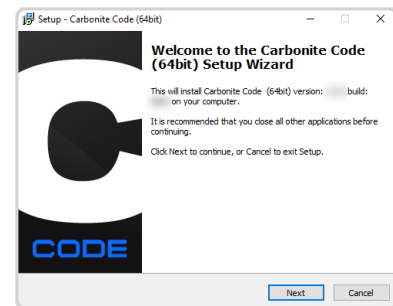 Setup - Carbonite Code (64bit)
Welcome to the Carbonite Code
(64bit) Setup Wizard
This will install Carbonite Code (64bit) version: build:
on your computer.
It is recommended that you close all other applications before
continuing.
Click Next to continue, or Cancel to exit Setup.
CODE
Next Cancel